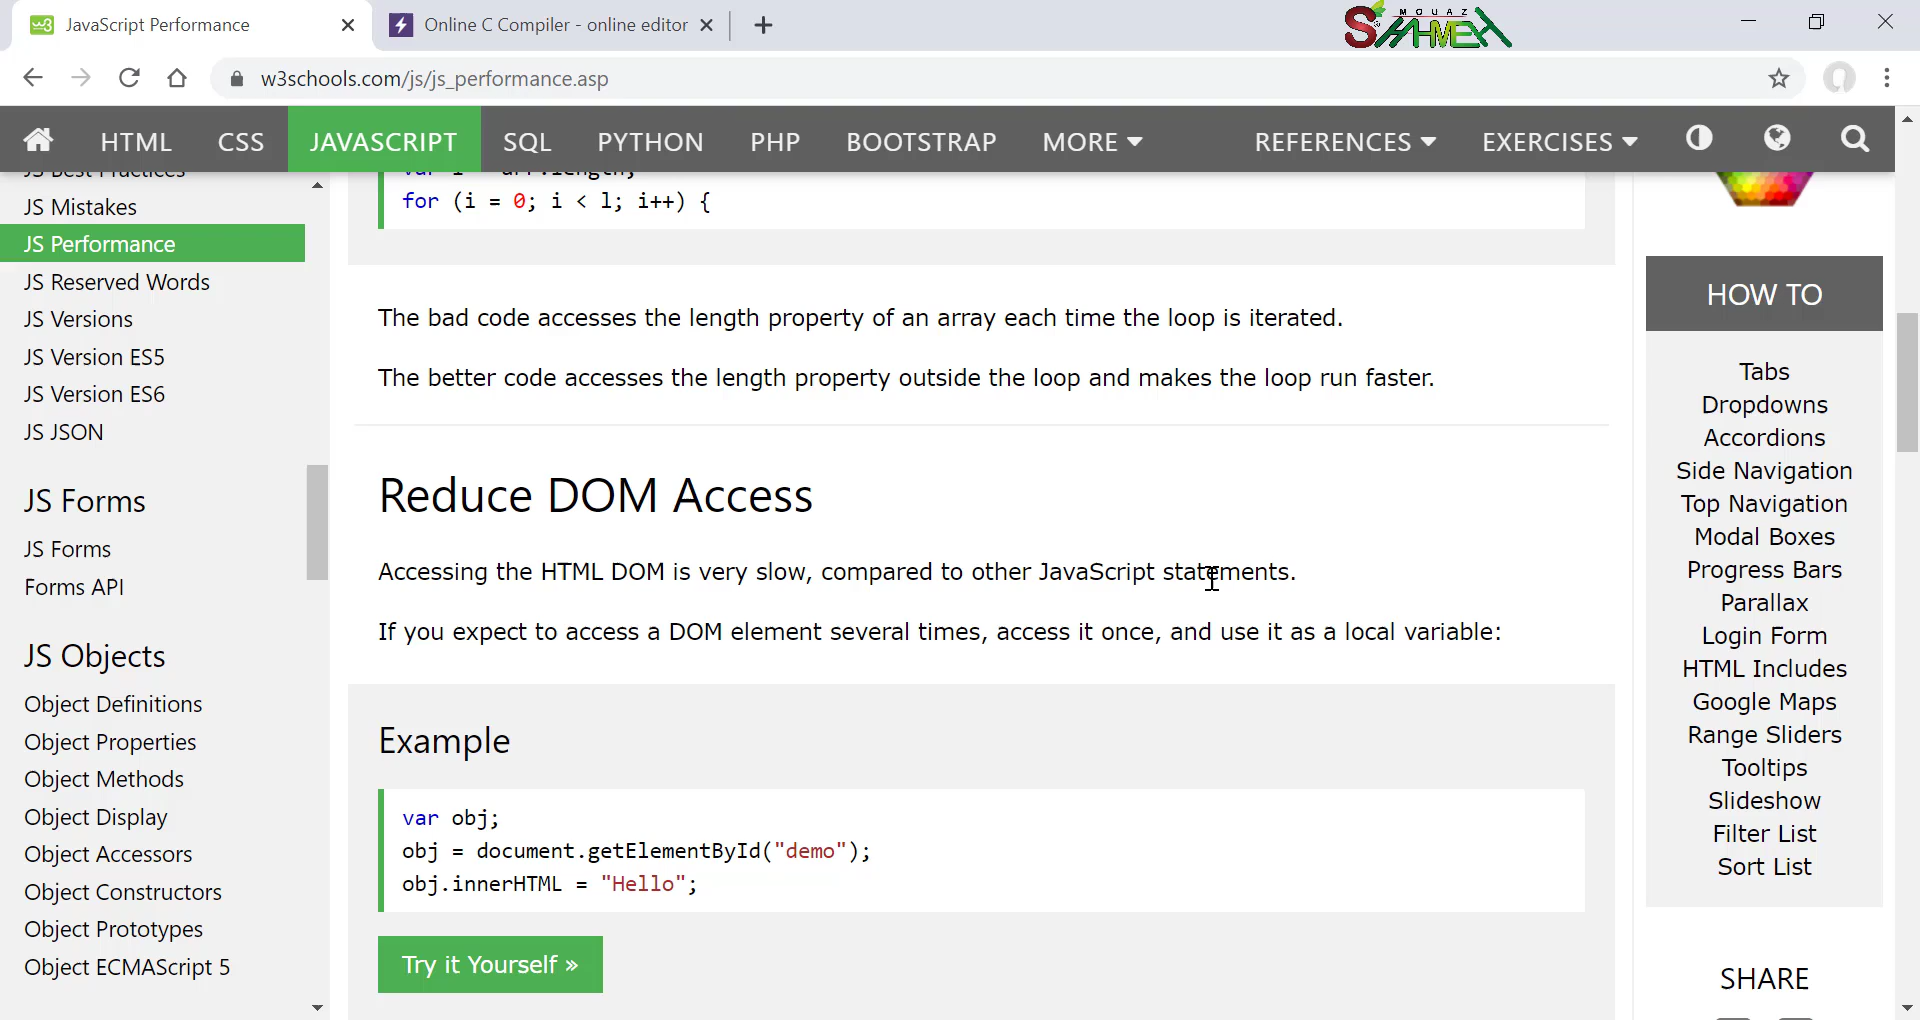 JavaScript Performance
Online C Compiler - online editor
MOUAZ
w3schools.com/js/js_performance.asp
HTML CSS JAVASCRIPT SQL PYTHON PHP BOOTSTRAP MORE REFERENCES EXERCISES
JS Best Practices
JS Mistakes
JS Performance
JS Reserved Words
JS Versions
JS Version ES5
JS Version ES6
JS JSON
JS Forms
JS Forms
Forms API
JS Objects
Object Definitions
Object Properties
Object Methods
Object Display
Object Accessors
Object Constructors
Object Prototypes
Object ECMAScript 5
var l = arr.length;
for (i = 0; i < l; i++) {
The bad code accesses the length property of an array each time the loop is iterated.
The better code accesses the length property outside the loop and makes the loop run faster.
Reduce DOM Access
Accessing the HTML DOM is very slow, compared to other JavaScript statements.
If you expect to access a DOM element several times, access it once, and use it as a local variable:
Example
var obj;
obj = document.getElementById("demo");
obj.innerHTML = "Hello";
Try it Yourself »
HOW TO
Tabs
Dropdowns
Accordions
Side Navigation
Top Navigation
Modal Boxes
Progress Bars
Parallax
Login Form
HTML Includes
Google Maps
Range Sliders
Tooltips
Slideshow
Filter List
Sort List
SHARE